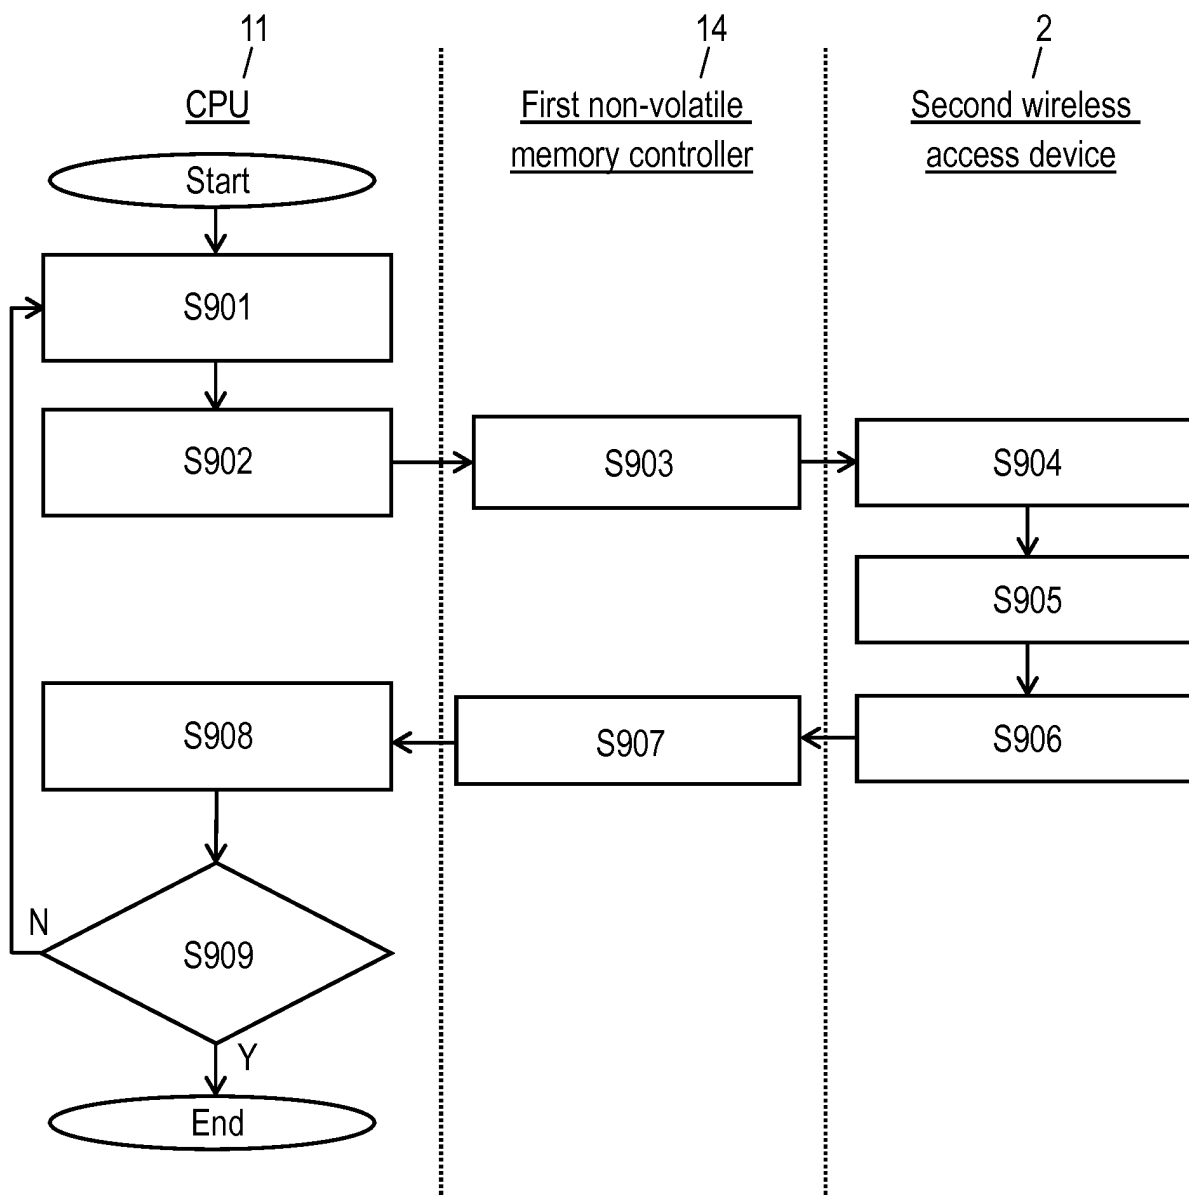 11
14
2
CPU
First non-volatile
memory controller
Second wireless
access device
Start
S901
S902
S903
S904
S905
S906
S907
S908
S909
N
Y
End